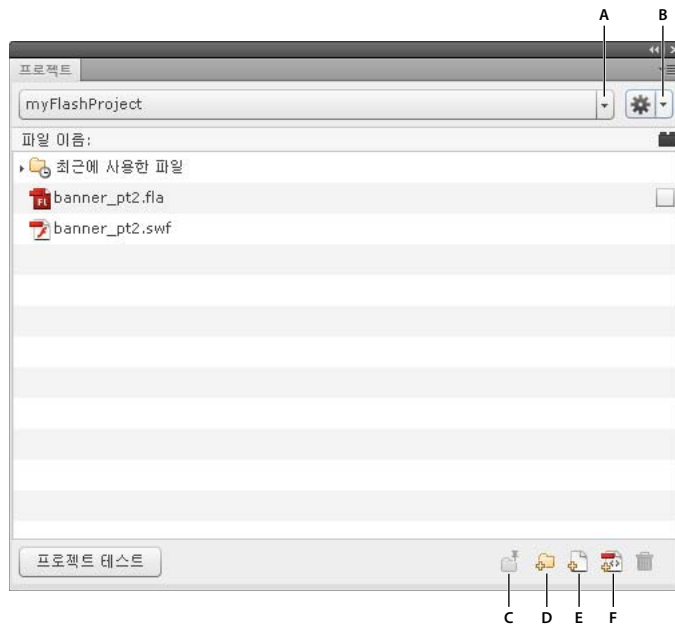 A B
프로젝트
myFlashProject
파일 이름:
최근에 사용한 파일
banner_pt2.fla
banner_pt2.swf
프로젝트 테스트
C D E F